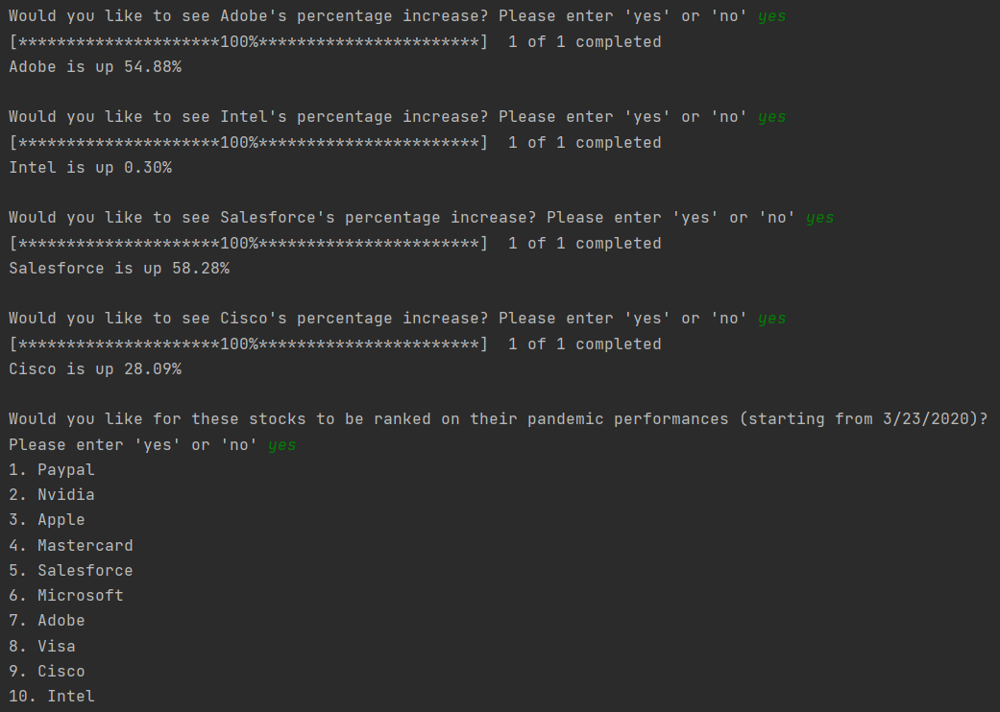 Would you like to see Adobe's percentage increase? Please enter 'yes' or 'no' yes
[*********************100%***********************]  1 of 1 completed
Adobe is up 54.88%
Would you like to see Intel's percentage increase? Please enter 'yes' or 'no' yes
[*********************100%***********************]  1 of 1 completed
Intel is up 0.30%
Would you like to see Salesforce's percentage increase? Please enter 'yes' or 'no' yes
[*********************100%***********************]  1 of 1 completed
Salesforce is up 58.28%
Would you like to see Cisco's percentage increase? Please enter 'yes' or 'no' yes
[*********************100%***********************]  1 of 1 completed
Cisco is up 28.09%
Would you like for these stocks to be ranked on their pandemic performances (starting from 3/23/2020)?
Please enter 'yes' or 'no' yes
1. Paypal
2. Nvidia
3. Apple
4. Mastercard
5. Salesforce
6. Microsoft
7. Adobe
8. Visa
9. Cisco
10. Intel